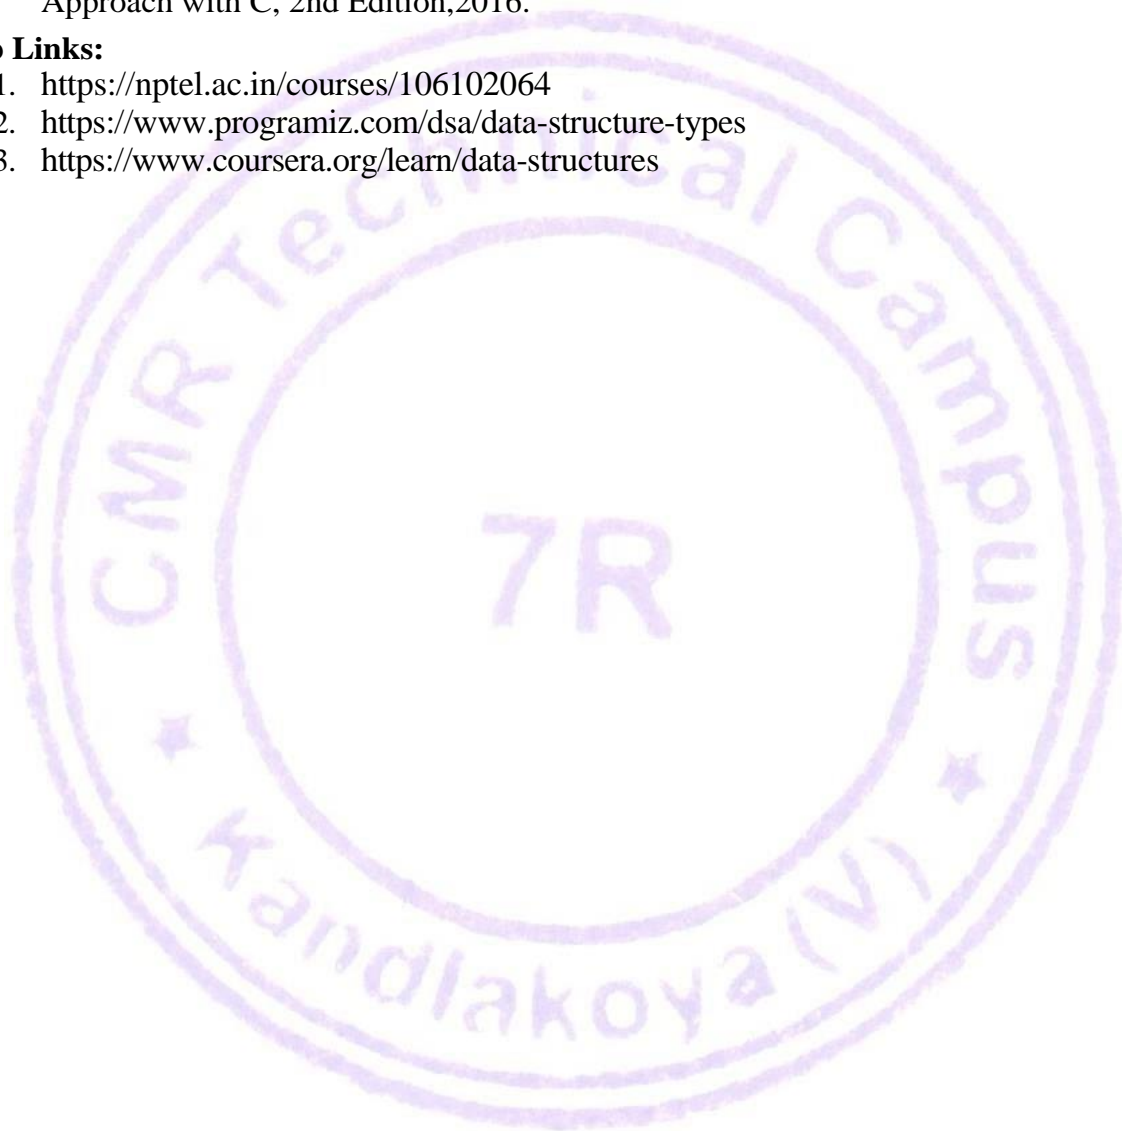 Approach with C, 2nd Edition,2016.
Links:
1. https://nptel.ac.in/courses/106102064
2. https://www.programiz.com/dsa/data-structure-types
3. https://www.coursera.org/learn/data-structures
CMR Technical Campus
7R
Kandlakoya (V)